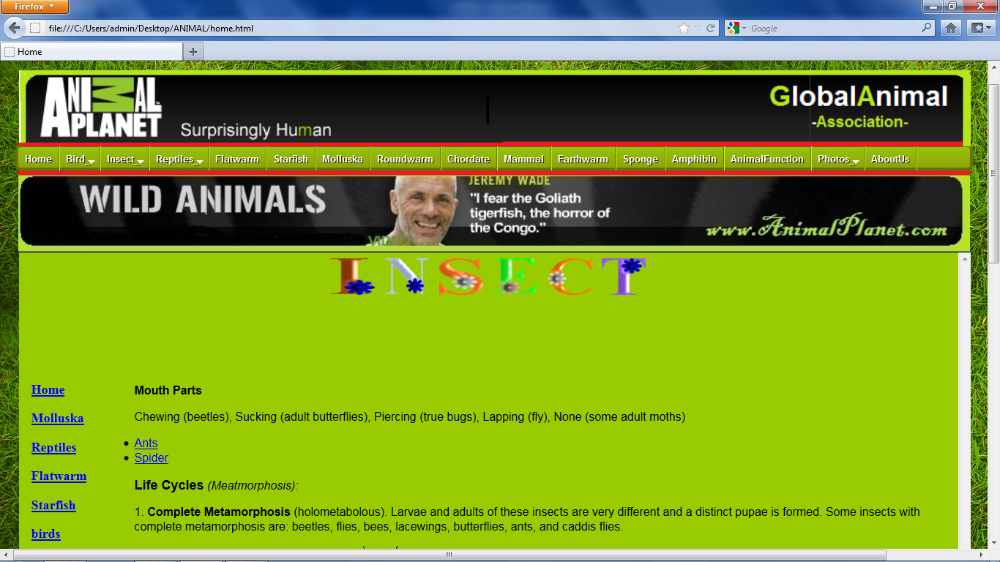 Firefox
file:///C:/Users/admin/Desktop/ANIMAL/home.html
Google
Home
ANIMAL PLANET
Surprisingly Human
GlobalAnimal
-Association-
Home Bird Insect Reptiles Flatwarm Starfish Molluska Roundwarm Chordate Mammal Earthwarm Sponge Amphibin AnimalFunction Photos AboutUs
WILD ANIMALS
JEREMY WADE
"I fear the Goliath
tigerfish, the horror of
the Congo."
www.AnimalPlanet.com
INSECT
Home
Molluska
Reptiles
Flatwarm
Starfish
birds
Mouth Parts
Chewing (beetles), Sucking (adult butterflies), Piercing (true bugs), Lapping (fly), None (some adult moths)
• Ants
• Spider
Life Cycles (Meatmorphosis):
1. Complete Metamorphosis (holometabolous). Larvae and adults of these insects are very different and a distinct pupae is formed. Some insects with
complete metamorphosis are: beetles, flies, bees, lacewings, butterflies, ants, and caddis flies.